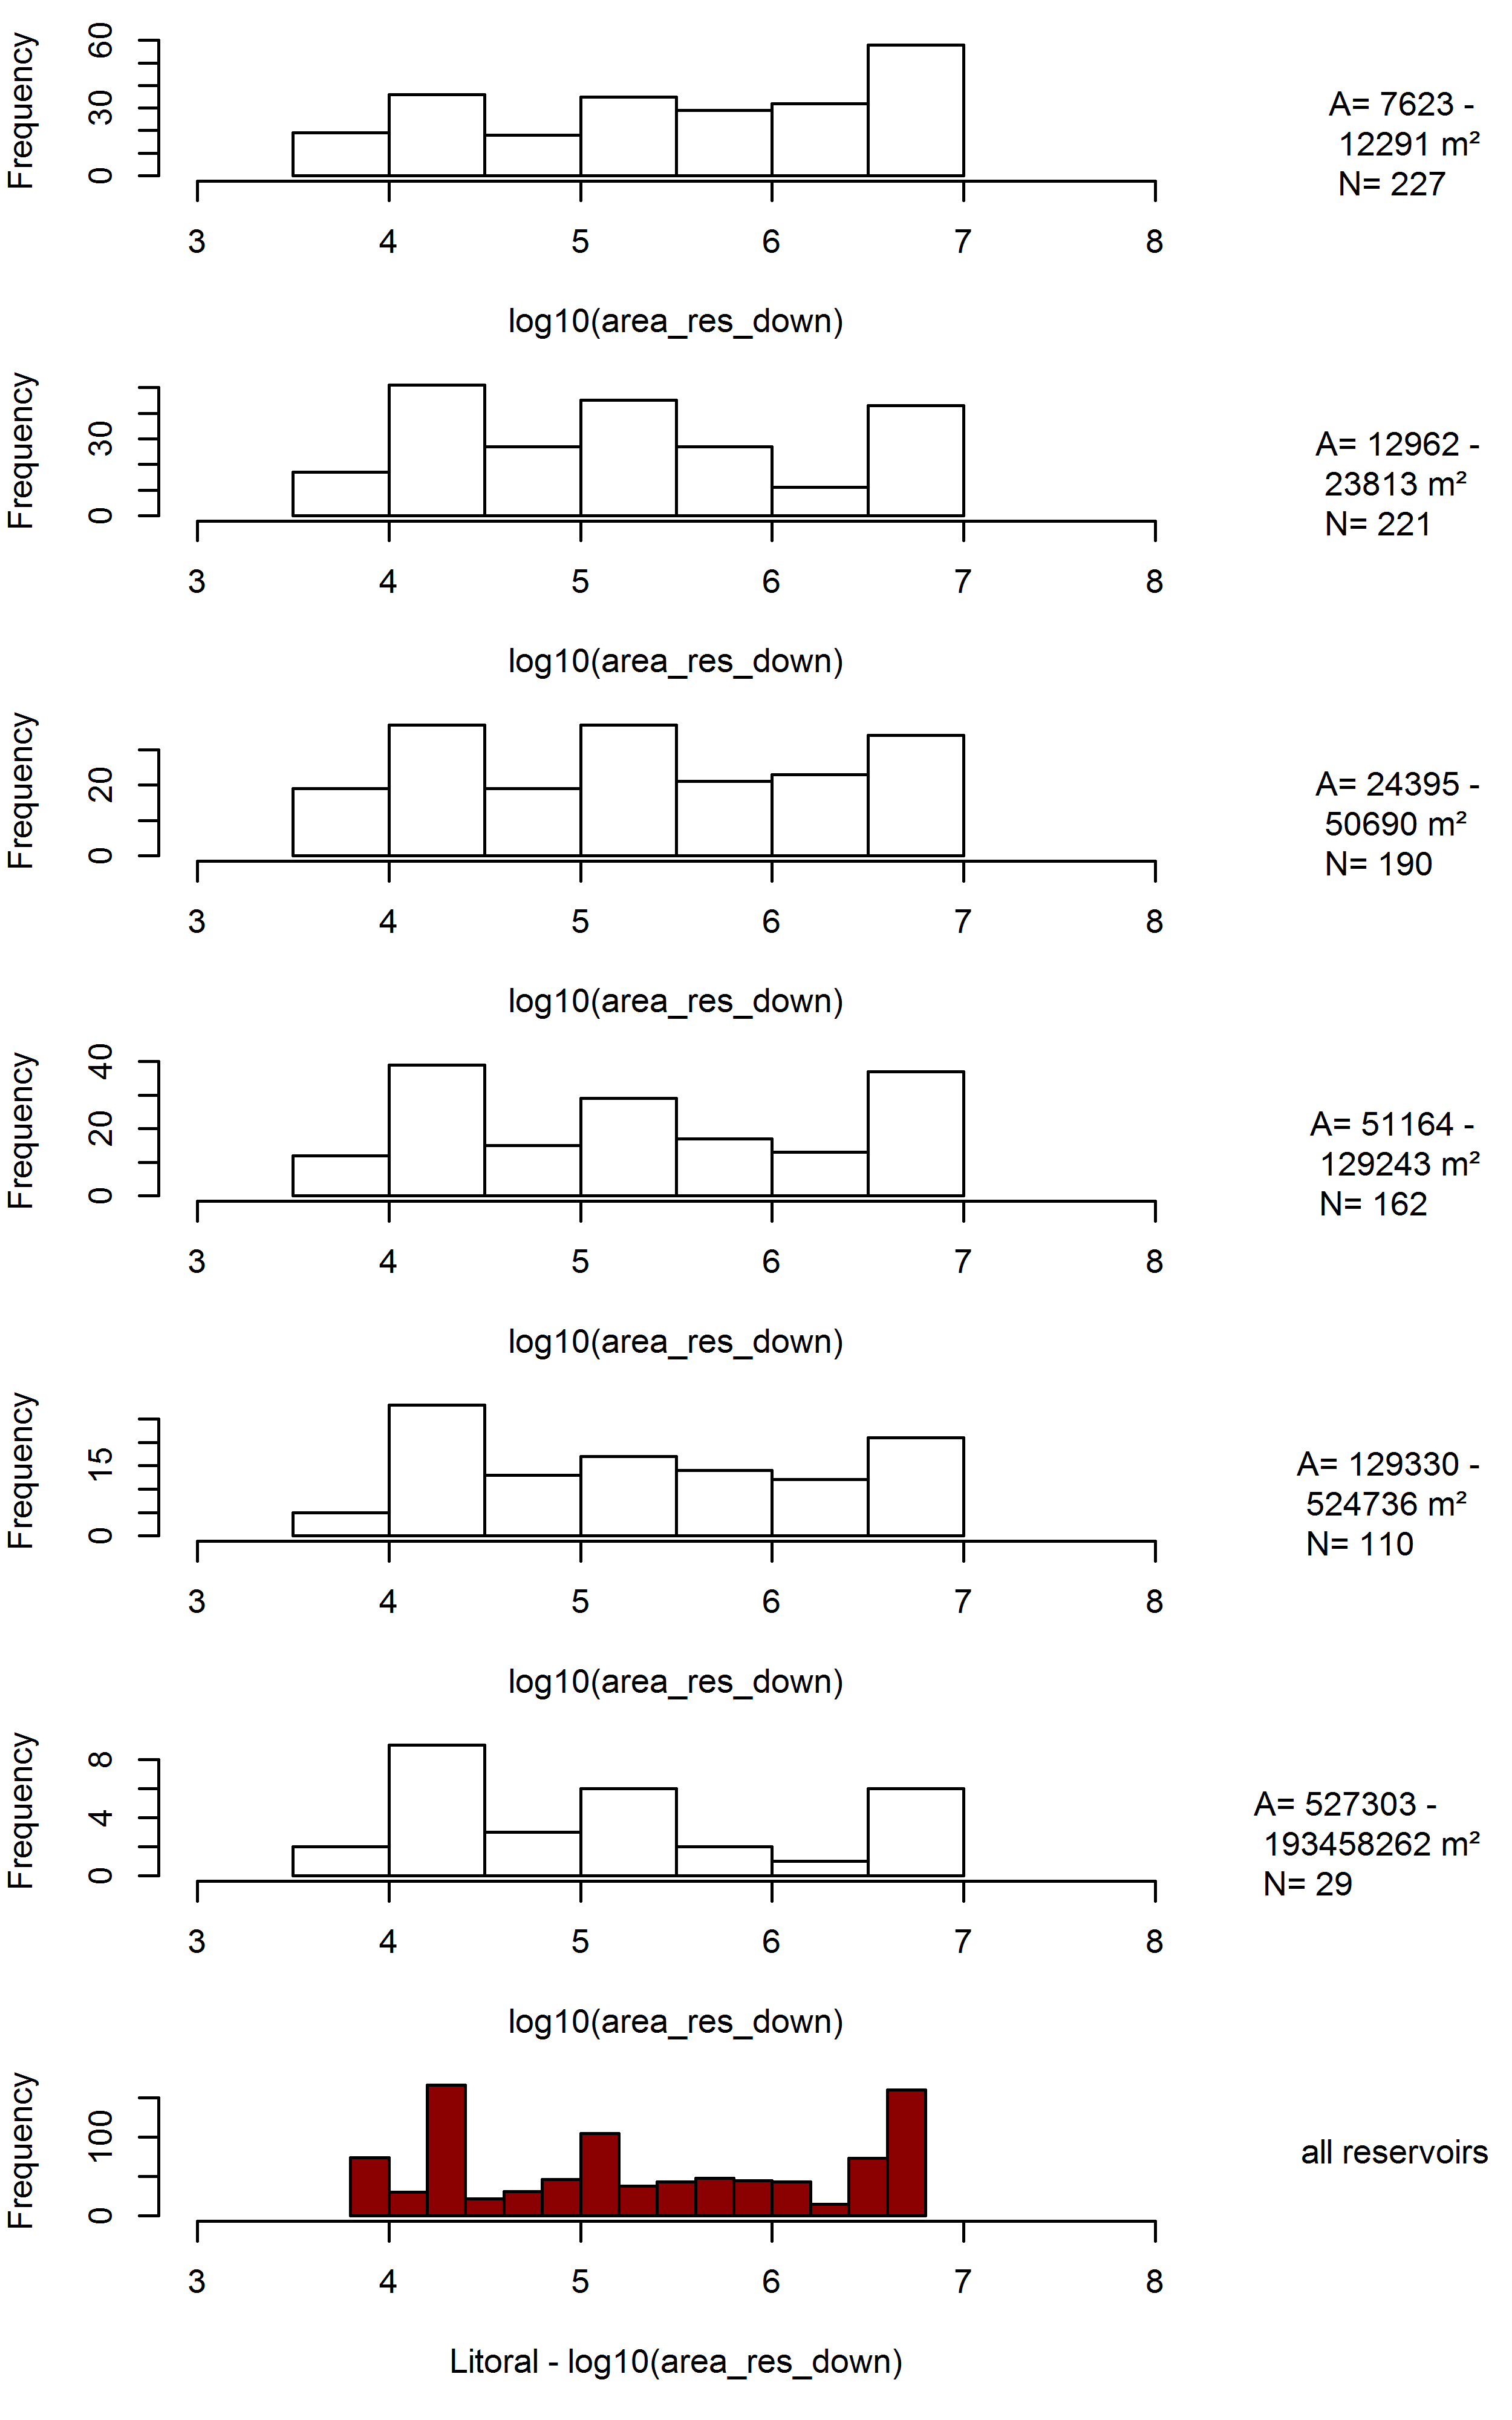 Frequency
0 30 60
3 4 5 6 7 8
log10(area_res_down)
A= 7623 -
12291 m²
N= 227
Frequency
0 30
3 4 5 6 7 8
log10(area_res_down)
A= 12962 -
23813 m²
N= 221
Frequency
0 20
3 4 5 6 7 8
log10(area_res_down)
A= 24395 -
50690 m²
N= 190
Frequency
0 20 40
3 4 5 6 7 8
log10(area_res_down)
A= 51164 -
129243 m²
N= 162
Frequency
0 15
3 4 5 6 7 8
log10(area_res_down)
A= 129330 -
524736 m²
N= 110
Frequency
0 4 8
3 4 5 6 7 8
log10(area_res_down)
A= 527303 -
193458262 m²
N= 29
Frequency
0 100
3 4 5 6 7 8
Litoral - log10(area_res_down)
all reservoirs